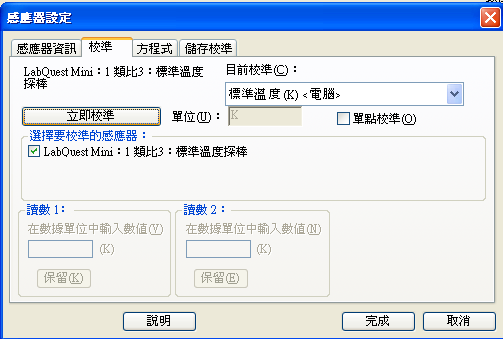 感應器設定
感應器資訊 校準 方程式 儲存校準
LabQuest Mini：1 類比3：標準溫度探棒
目前校準(C)：
標準溫度(K) <電腦>
立即校準 單位(U)： K 單點校準(O)
選擇要校準的感應器：
LabQuest Mini：1 類比3：標準溫度探棒
讀數 1：
在數據單位中輸入數值(V)
(K)
保留(K)
讀數 2：
在數據單位中輸入數值(N)
(K)
保留(E)
說明 完成 取消